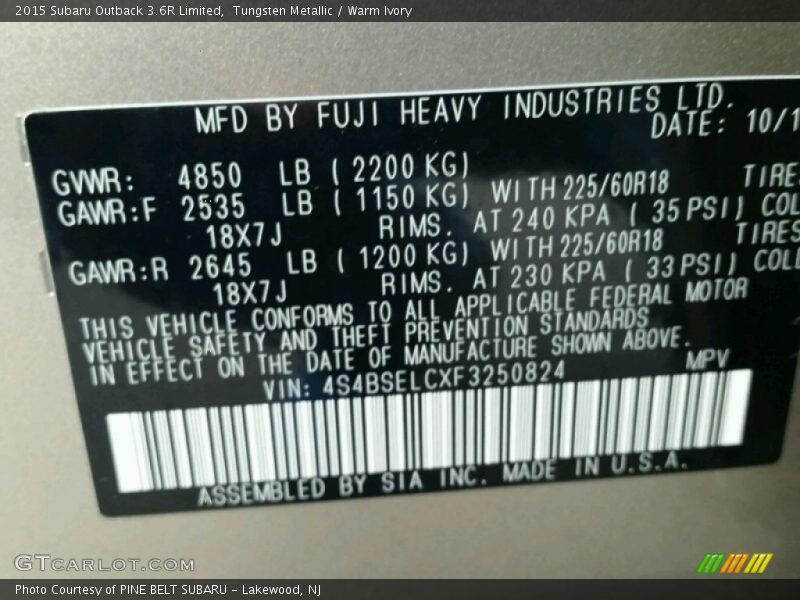 2015 Subaru Outback 3.6R Limited, Tungsten Metallic / Warm Ivory
MFD BY FUJI HEAVY INDUSTRIES LTD.
DATE: 10/1
GVWR: 4850 LB ( 2200 KG)
GAWR:F 2535 LB ( 1150 KG) WITH 225/60R18 TIRES
18X7J RIMS. AT 240 KPA ( 35 PSI) COL
GAWR:R 2645 LB ( 1200 KG) WITH 225/60R18 TIRES
18X7J RIMS. AT 230 KPA ( 33 PSI) COLD
THIS VEHICLE CONFORMS TO ALL APPLICABLE FEDERAL MOTOR
VEHICLE SAFETY AND THEFT PREVENTION STANDARDS
IN EFFECT ON THE DATE OF MANUFACTURE SHOWN ABOVE.
VIN: 4S4BSELCXF3250824 MPV
ASSEMBLED BY SIA INC. MADE IN U.S.A.
GTCARLOT.COM
Photo Courtesy of PINE BELT SUBARU - Lakewood, NJ